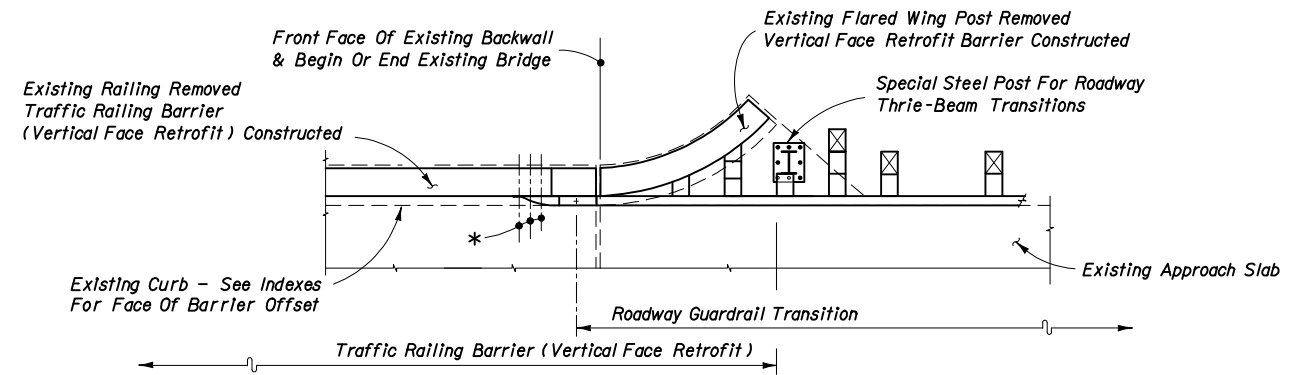 Existing Flared Wing Post Removed
Vertical Face Retrofit Barrier Constructed
Front Face Of Existing Backwall
& Begin Or End Existing Bridge
Special Steel Post For Roadway
Thrie-Beam Transitions
Existing Railing Removed
Traffic Railing Barrier
(Vertical Face Retrofit) Constructed
*
Existing Curb - See Indexes
For Face Of Barrier Offset
Existing Approach Slab
Roadway Guardrail Transition
Traffic Railing Barrier (Vertical Face Retrofit)